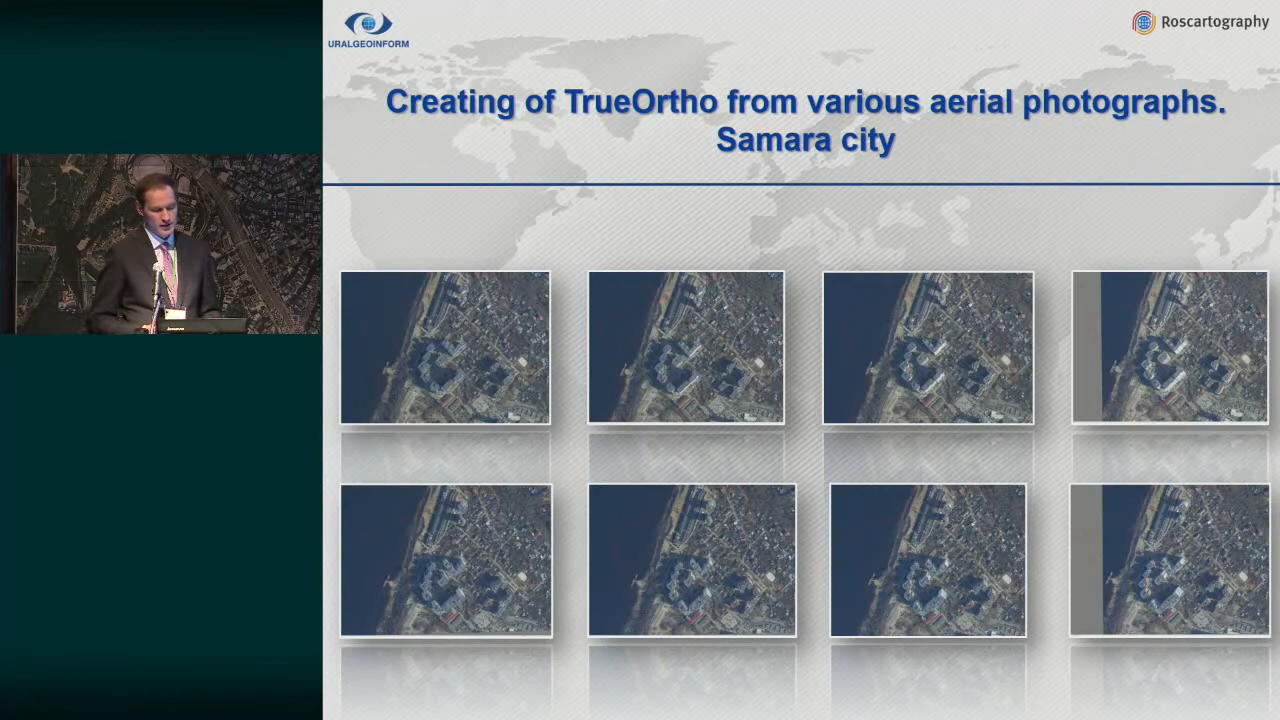 URALGEOINFORM
Roscartography
Creating of TrueOrtho from various aerial photographs.
Samara city